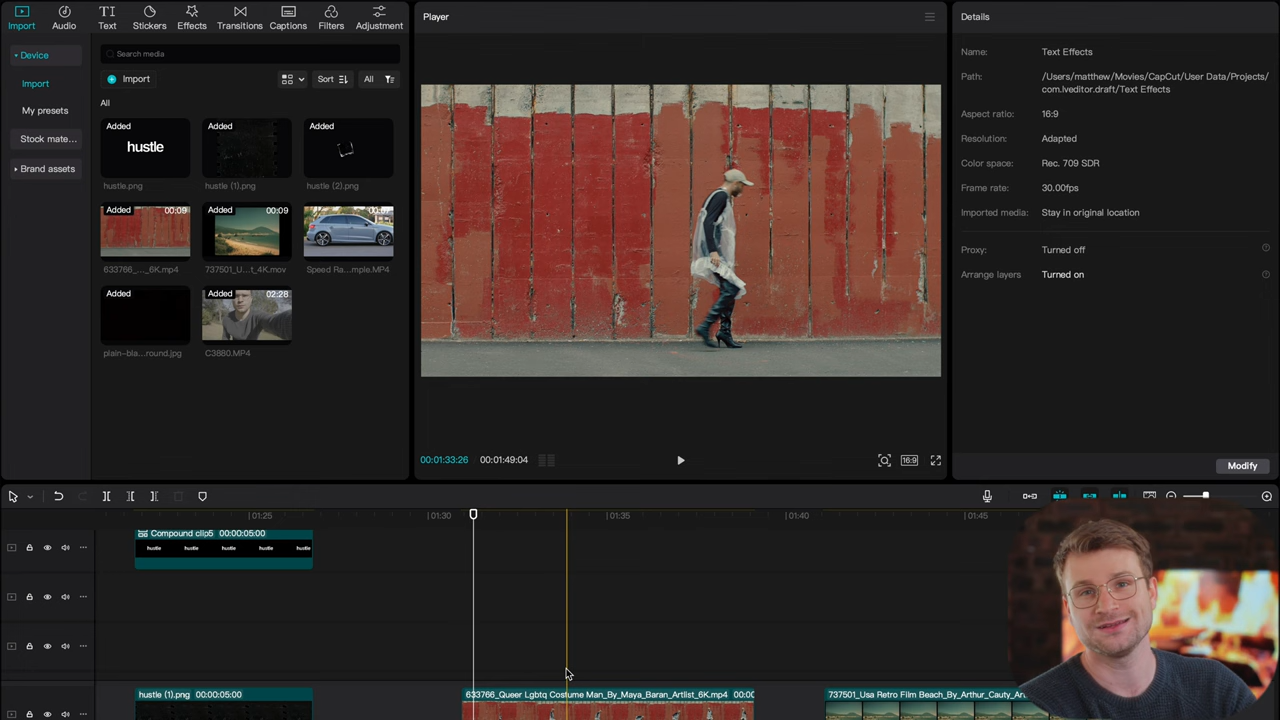 Import
Audio
Text
Stickers
Effects
Transitions
Captions
Filters
Adjustment
Device
Import
My presets
Stock mate...
Brand assets
Search media
Import
Sort
All
All
Added
hustle
hustle.png
Added
hustle (1).png
Added
hustle (2).png
Added 00:09
633766_..._6K.mp4
Added 00:09
737501_U...t_4K.mov
Added
Speed Ra...mple.MP4
Added
plain-bla...round.jpg
Added 02:28
C3880.MP4
Player
00:01:33:26 00:01:49:04
16:9
Details
Name: Text Effects
Path: /Users/matthew/Movies/CapCut/User Data/Projects/
com.lveditor.draft/Text Effects
Aspect ratio: 16:9
Resolution: Adapted
Color space: Rec. 709 SDR
Frame rate: 30.00fps
Imported media: Stay in original location
Proxy: Turned off
Arrange layers Turned on
Modify
01:25 01:30 01:35 01:40 01:45
Compound clip5 00:00:05:00
hustle hustle hustle hustle hustle
hustle (1).png 00:00:05:00
633766_Queer Lgbtq Costume Man_By_Maya_Baran_Artlist_6K.mp4 00:00
737501_Usa Retro Film Beach_By_Arthur_Cauty_Ar